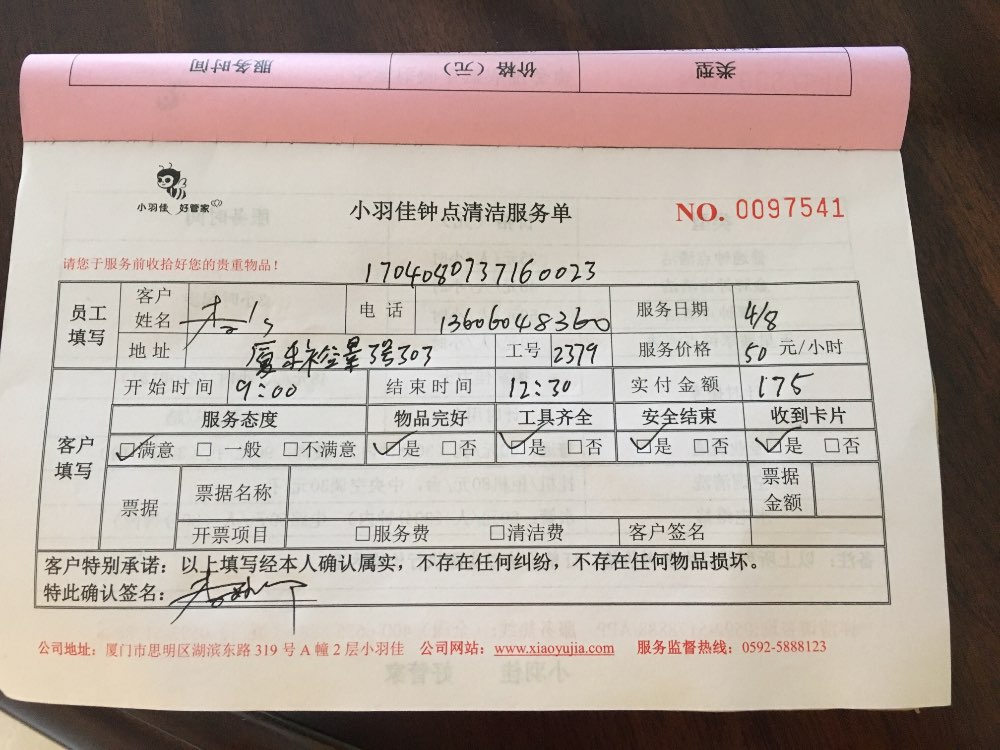 服务时间 价格（元） 类型
小羽佳 好管家
小羽佳钟点清洁服务单
NO. 0097541
请您于服务前收拾好您的贵重物品！
1704080737160023
员工填写 客户姓名 电话 13606048360 服务日期 4/8
地址 3号303 工号 2379 服务价格 50 元/小时
开始时间 9:00 结束时间 12:30 实付金额 175
客户填写 服务态度 物品完好 工具齐全 安全结束 收到卡片
☑满意 □一般 □不满意 ☑是 □否 ☑是 □否 ☑是 □否 ☑是 □否
票据 票据名称 票据金额
开票项目 □服务费 □清洁费 客户签名
客户特别承诺：以上填写经本人确认属实，不存在任何纠纷，不存在任何物品损坏。
特此确认签名：
公司地址：厦门市思明区湖滨东路 319 号 A 幢 2 层小羽佳 公司网站：www.xiaoyujia.com 服务监督热线：0592-5888123